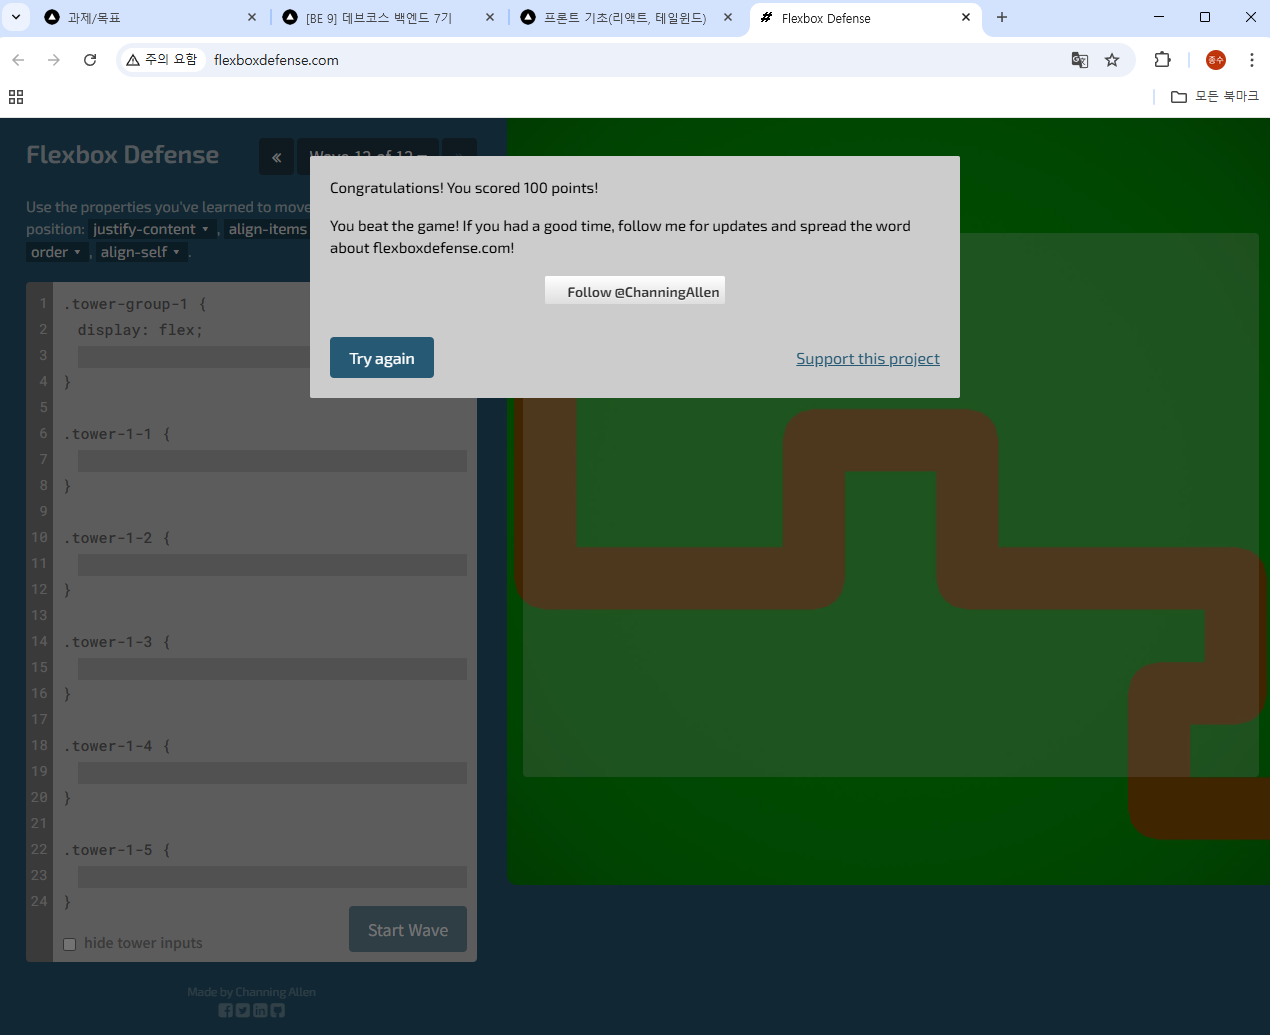 과제/목표
[BE 9] 데브코스 백엔드 7기
프론트 기초(리액트, 테일윈드)
Flexbox Defense
주의 요함
flexboxdefense.com
종수
모든 북마크
Flexbox Defense
«
Wave 12 of 12
Use the properties you've learned to move
position: justify-content ▼, align-items
order ▼, align-self ▼.
Congratulations! You scored 100 points!
You beat the game! If you had a good time, follow me for updates and spread the word
about flexboxdefense.com!
Follow @ChanningAllen
Try again
Support this project
1 .tower-group-1 {
2 display: flex;
3
4 }
5
6 .tower-1-1 {
7
8 }
9
10 .tower-1-2 {
11
12 }
13
14 .tower-1-3 {
15
16 }
17
18 .tower-1-4 {
19
20 }
21
22 .tower-1-5 {
23
24 }
hide tower inputs
Start Wave
Made by Channing Allen